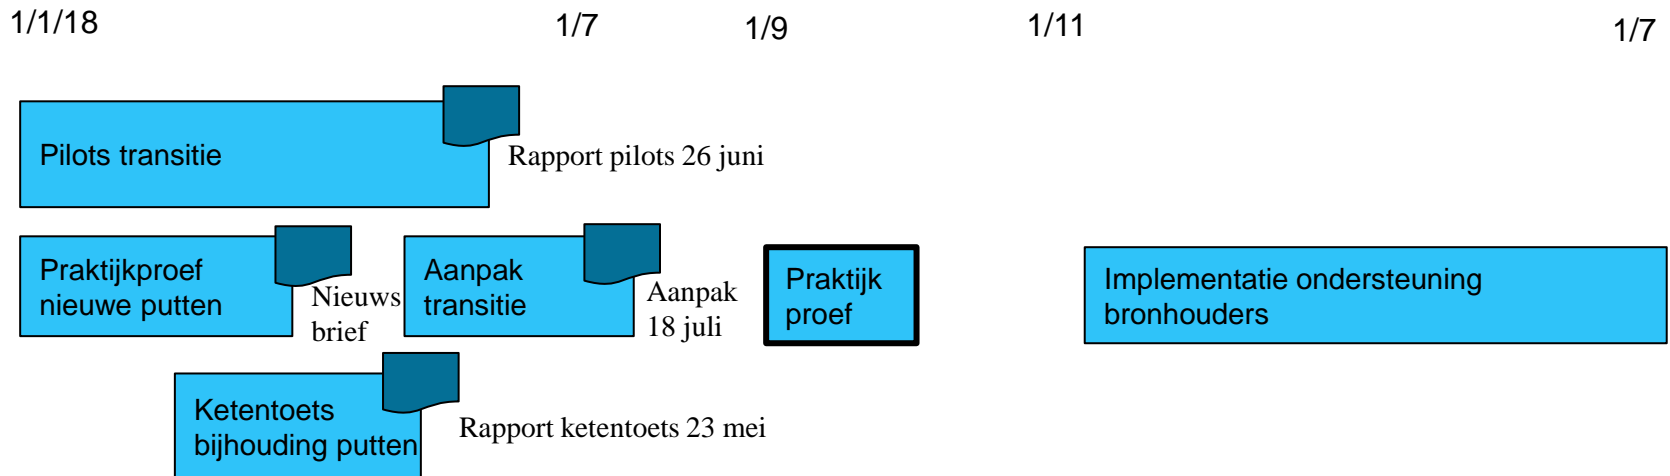 1/1/18
1/7
1/9
1/11
1/7
Pilots transitie
Rapport pilots 26 juni
Praktijkproef
nieuwe putten
Nieuws
brief
Aanpak
transitie
Aanpak
18 juli
Praktijk
proef
Implementatie ondersteuning
bronhouders
Ketentoets
bijhouding putten
Rapport ketentoets 23 mei